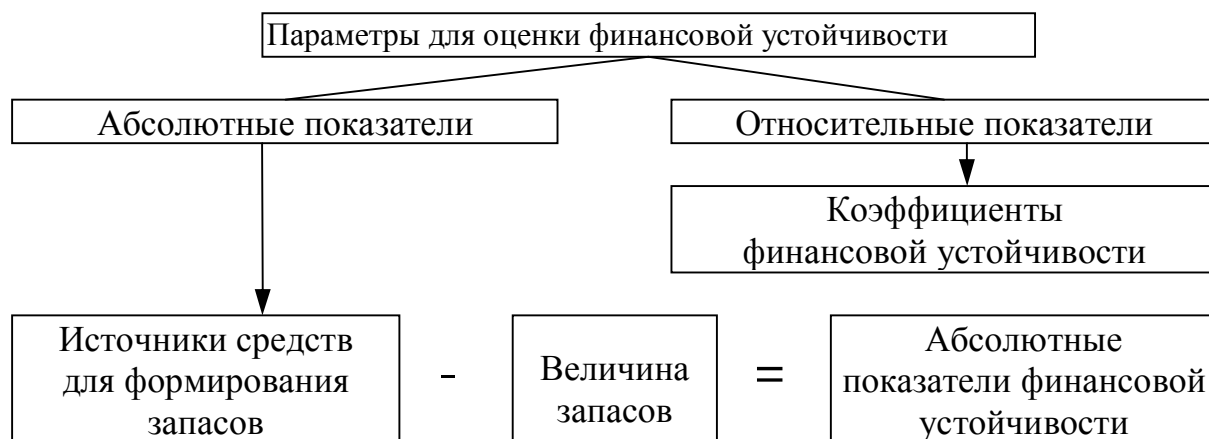 Параметры для оценки финансовой устойчивости
Абсолютные показатели
Относительные показатели
Коэффициенты
финансовой устойчивости
Источники средств
для формирования
запасов
-
Величина
запасов
=
Абсолютные
показатели финансовой
устойчивости